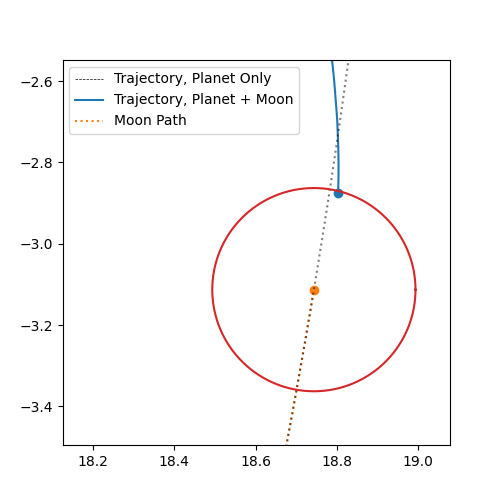 Trajectory, Planet Only
Trajectory, Planet + Moon
Moon Path
−2.6
−2.8
−3.0
−3.2
−3.4
18.2 18.4 18.6 18.8 19.0